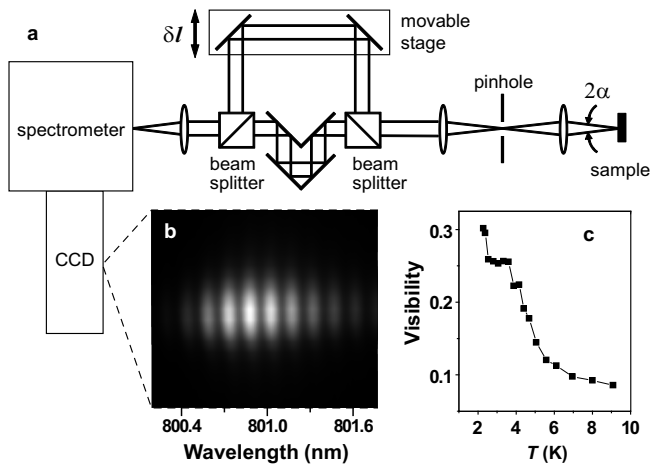 a
δl
movable
stage
pinhole
2α
spectrometer
beam
splitter
beam
splitter
sample
CCD
b
800.4 801.0 801.6
Wavelength (nm)
c
Visibility
0.3
0.2
0.1
2 4 6 8 10
T (K)